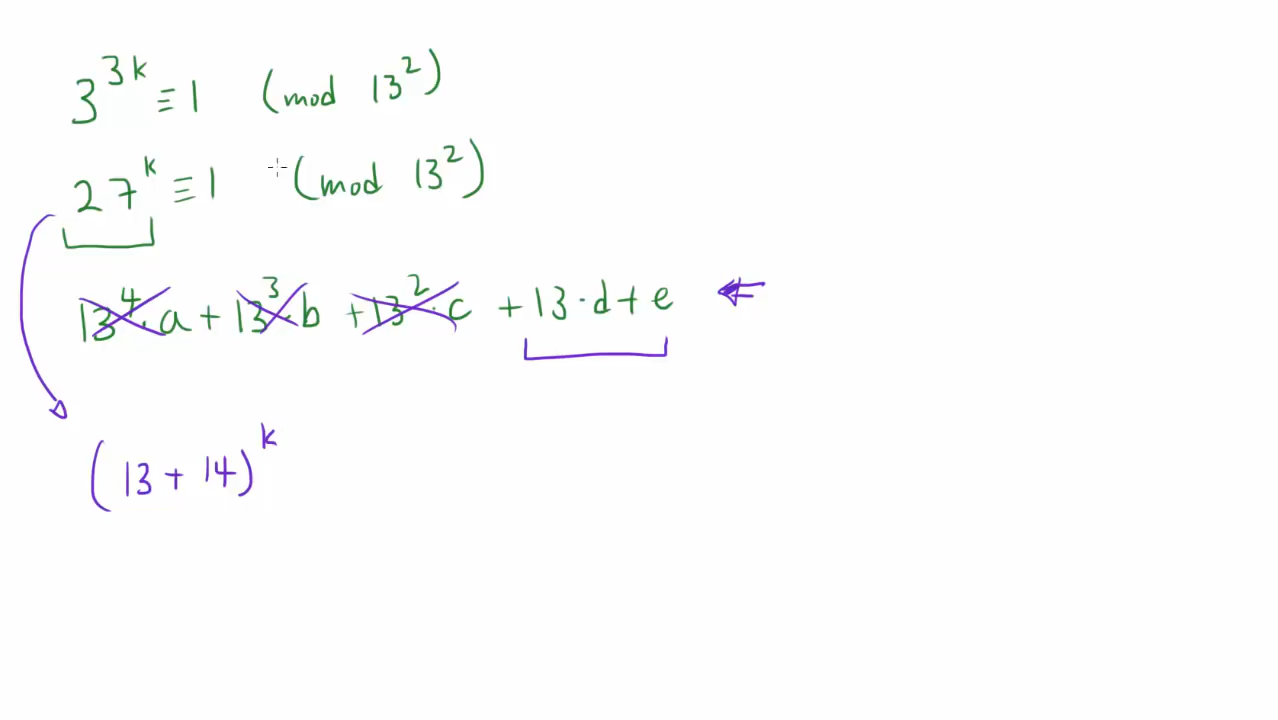 3^{3k} ≡ 1 (mod 13^2)
27^k ≡ 1 (mod 13^2)
13^4·a + 13^3·b + 13^2·c + 13·d + e
(13 + 14)^k